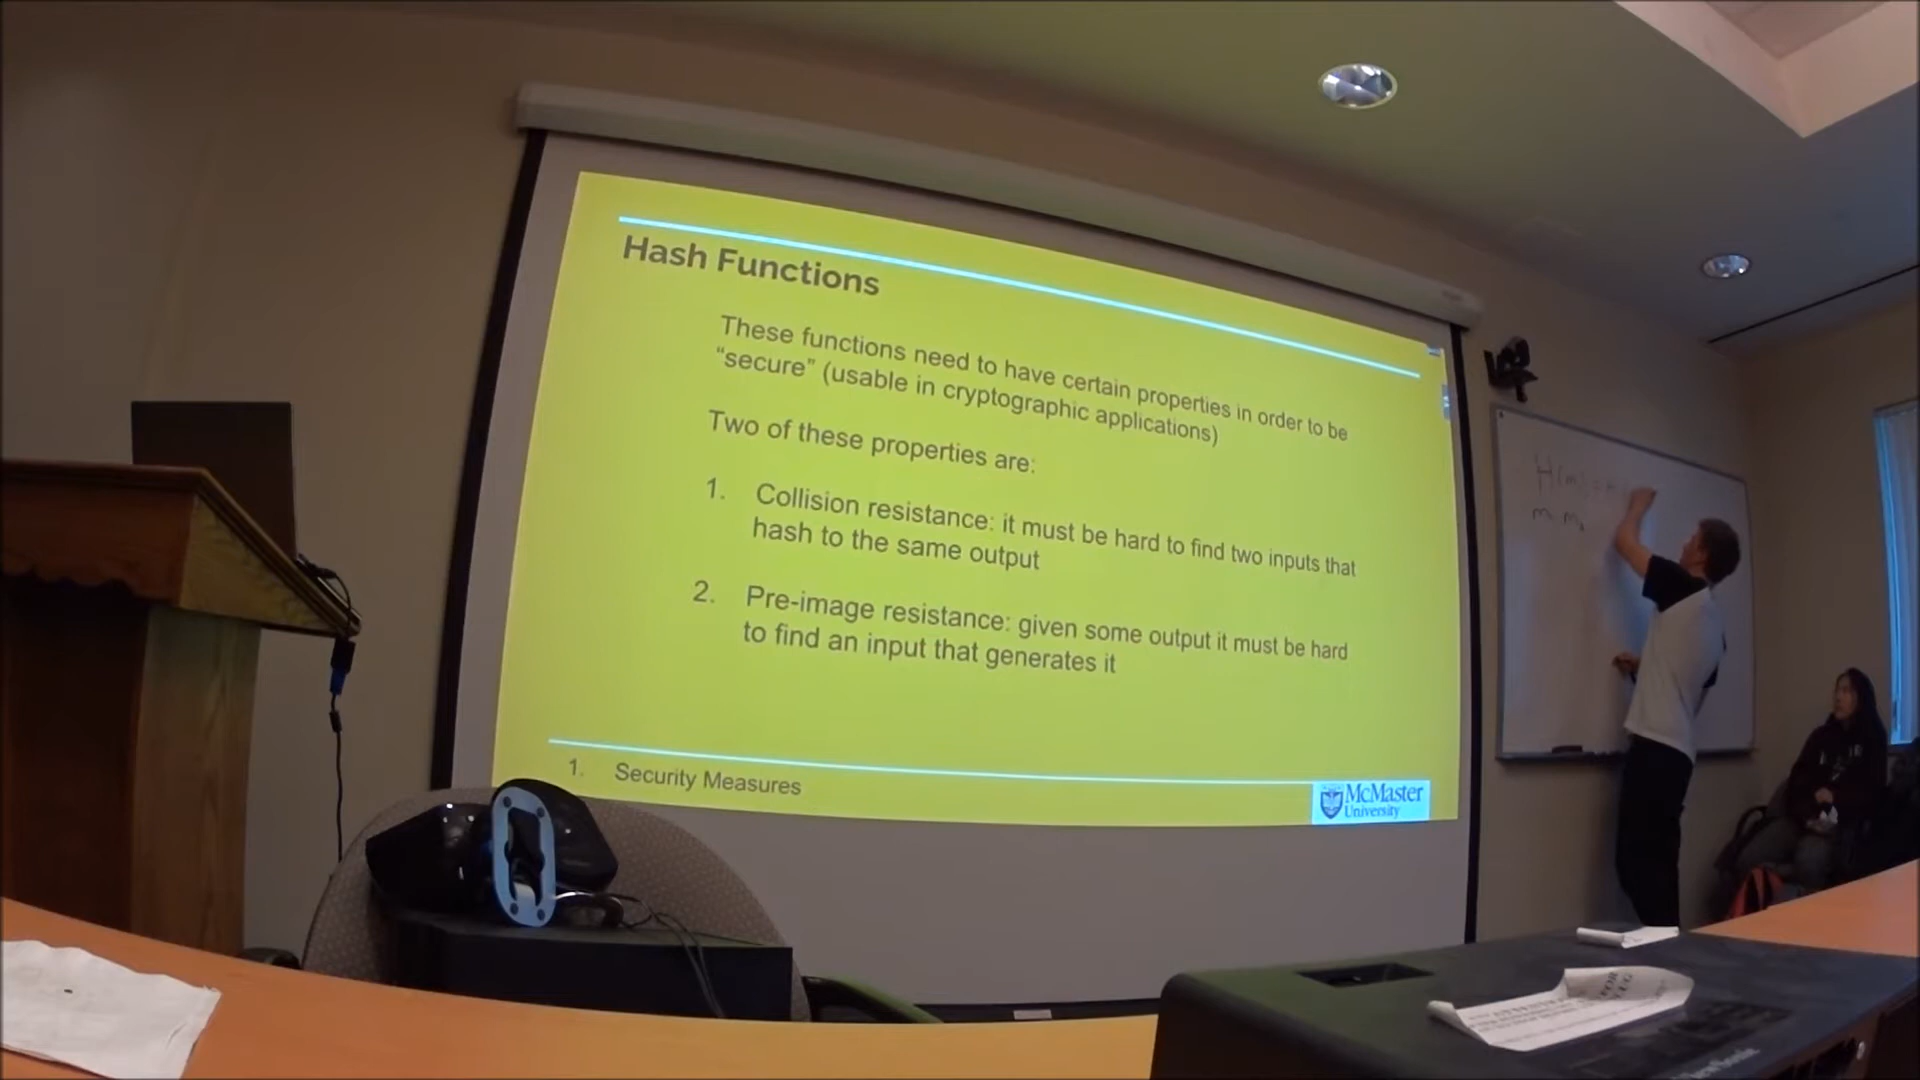 Hash Functions
These functions need to have certain properties in order to be
“secure” (usable in cryptographic applications)
Two of these properties are:
1. Collision resistance: it must be hard to find two inputs that
hash to the same output
2. Pre-image resistance: given some output it must be hard
to find an input that generates it
1. Security Measures
McMaster
University